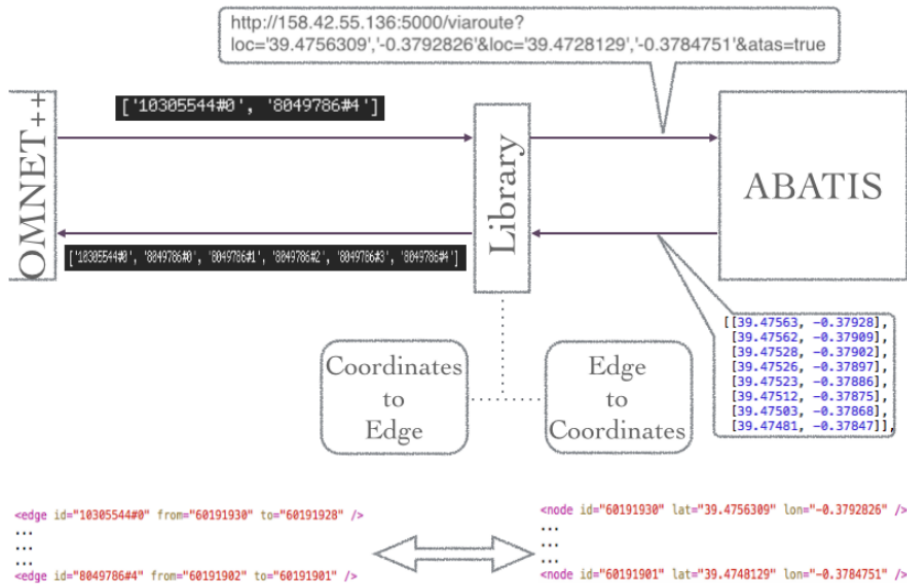 http://158.42.55.136:5000/viaroute?
loc='39.4756309','-0.3792826'&loc='39.4728129','-0.3784751'&atas=true
OMNET++
['10305544#0', '8049786#4']
Library
ABATIS
['10305544#0', '8049786#0', '8049786#1', '8049786#2', '8049786#3', '8049786#4']
[[39.47563, -0.37928],
[39.47562, -0.37909],
[39.47528, -0.37902],
[39.47526, -0.37897],
[39.47523, -0.37886],
[39.47512, -0.37875],
[39.47503, -0.37868],
[39.47481, -0.37847]],
Coordinates
to
Edge
Edge
to
Coordinates
<edge id="10305544#0" from="60191930" to="60191928" />
...
...
...
<edge id="8049786#4" from="60191902" to="60191901" />
<node id="60191930" lat="39.4756309" lon="-0.3792826" />
...
...
...
<node id="60191901" lat="39.4748129" lon="-0.3784751" />